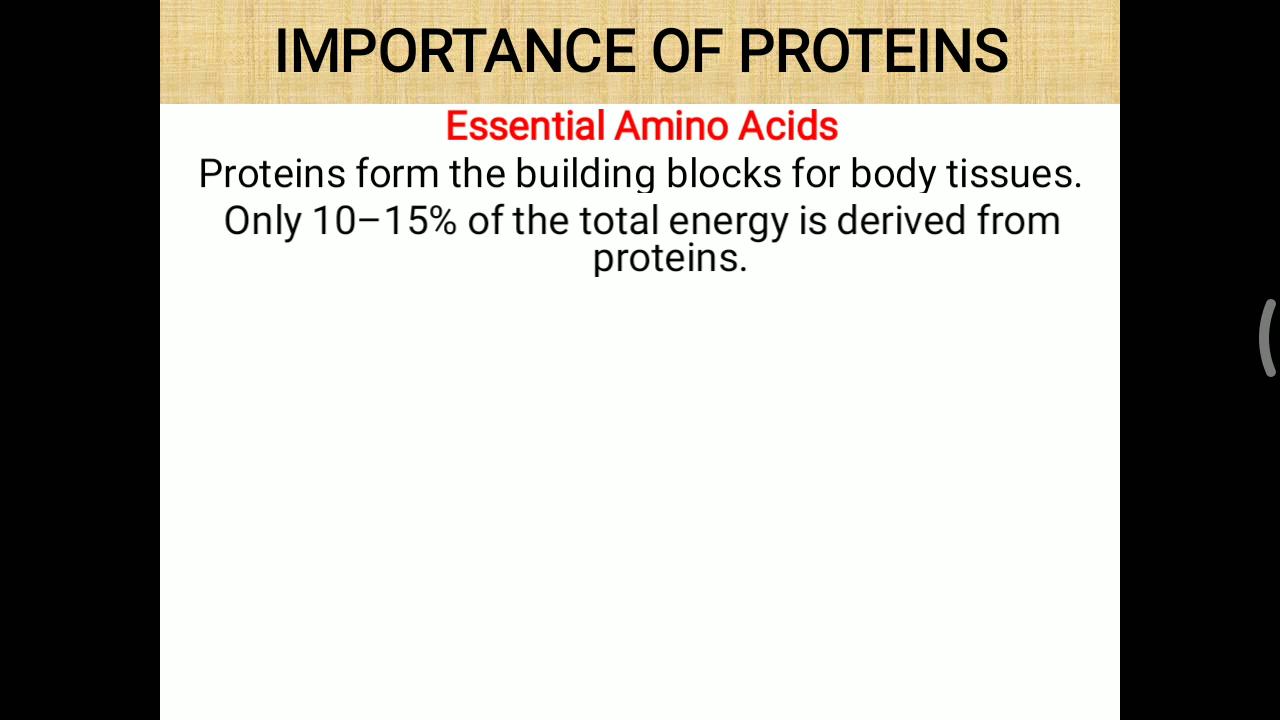 IMPORTANCE OF PROTEINS
Essential Amino Acids
Proteins form the building blocks for body tissues.
Only 10–15% of the total energy is derived from
proteins.